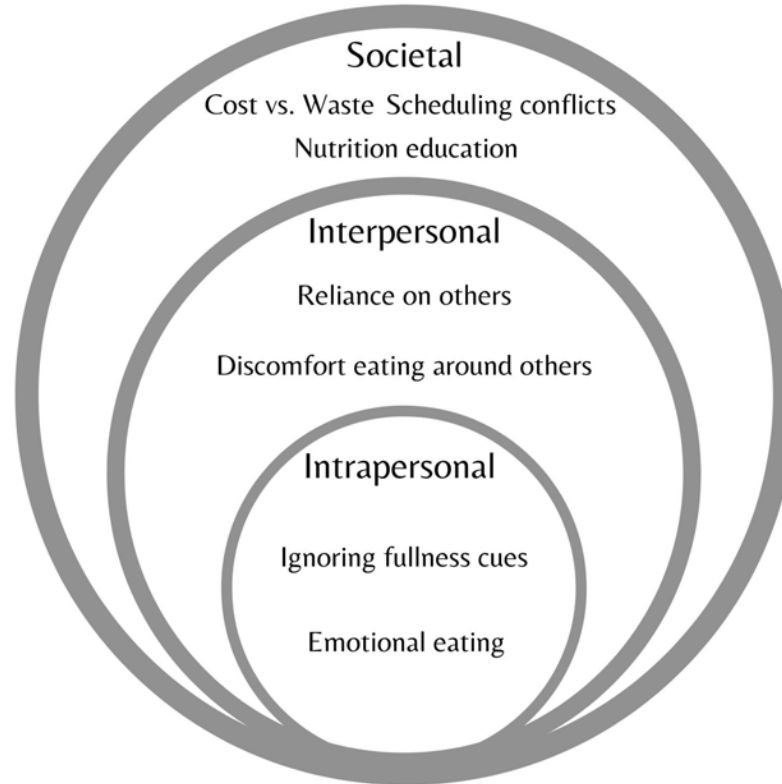 Societal
Cost vs. Waste Scheduling conflicts
Nutrition education
Interpersonal
Reliance on others
Discomfort eating around others
Intrapersonal
Ignoring fullness cues
Emotional eating